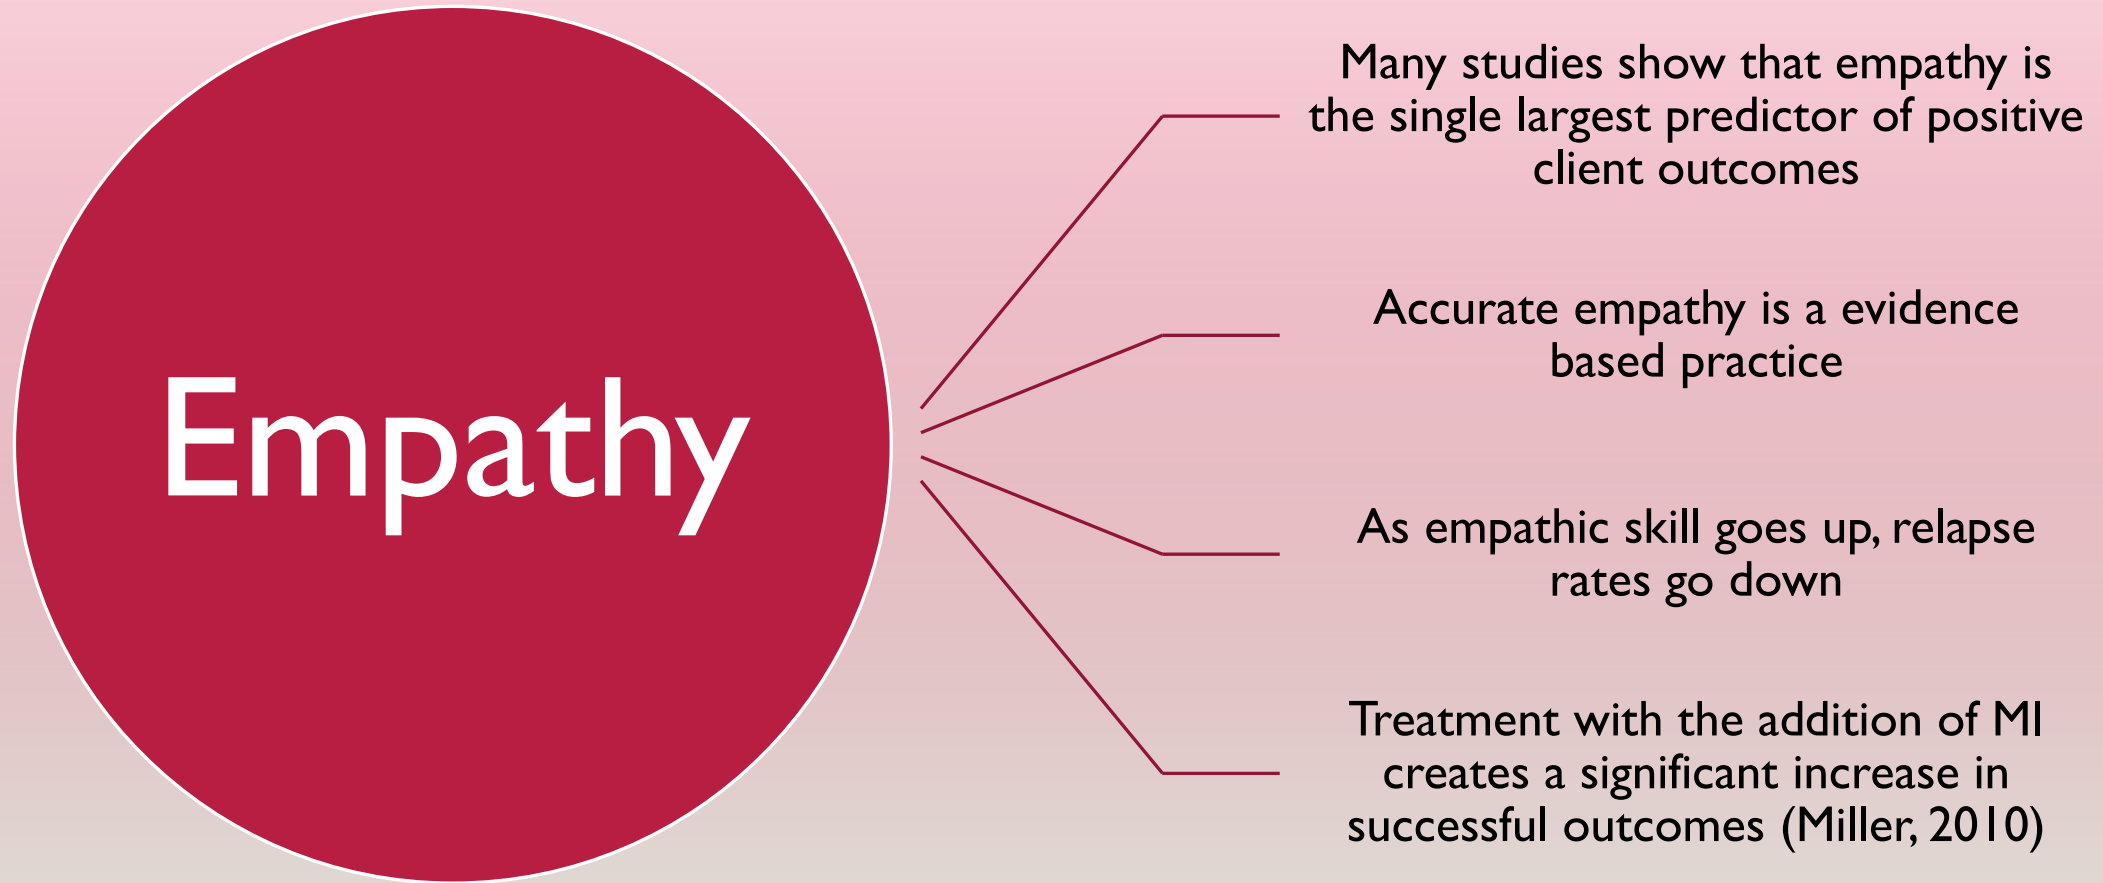 Empathy
Many studies show that empathy is
the single largest predictor of positive
client outcomes
Accurate empathy is a evidence
based practice
As empathic skill goes up, relapse
rates go down
Treatment with the addition of MI
creates a significant increase in
successful outcomes (Miller, 2010)